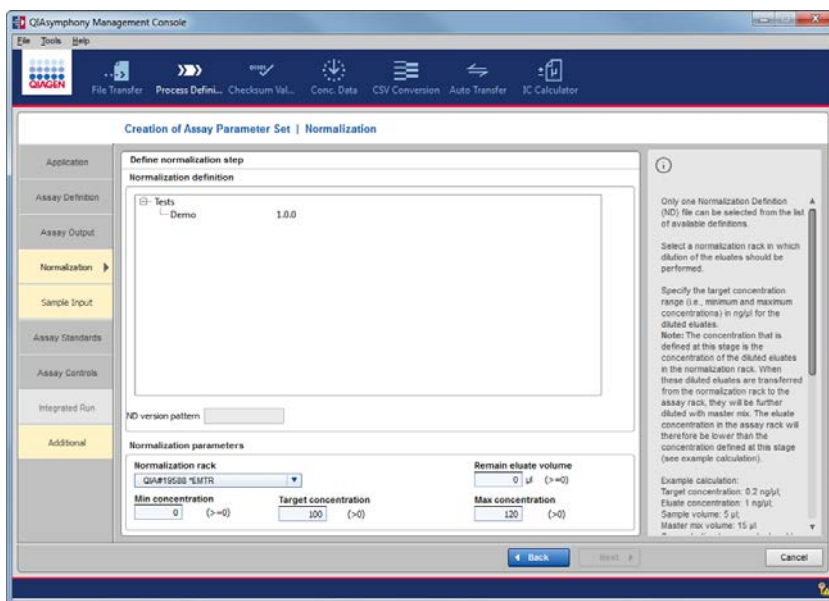 QIAsymphony Management Console
File Tools Help
QIAGEN
File Transfer Process Defini... Checksum Val... Conc. Data CSV Conversion Auto Transfer IC Calculator
Creation of Assay Parameter Set | Normalization
Application
Assay Definition
Assay Output
Normalization
Sample Input
Assay Standards
Assay Controls
Integrated Run
Additional
Define normalization step
Normalization definition
Tests
Demo 1.0.0
ND version pattern
Normalization parameters
Normalization rack
QIA#19588 *EMTR
Remain eluate volume
0 µl (>=0)
Min concentration
0 (>=0)
Target concentration
100 (>0)
Max concentration
120 (>0)
Only one Normalization Definition
(ND) file can be selected from the list
of available definitions.
Select a normalization rack in which
dilution of the eluates should be
performed.
Specify the target concentration
range (i.e., minimum and maximum
concentrations) in ng/µl for the
diluted eluates.
Note: The concentration that is
defined at this stage is the
concentration of the diluted eluates
in the normalization rack. When
these diluted eluates are transferred
from the normalization rack to the
assay rack, they will be further
diluted with master mix. The eluate
concentration in the assay rack will
therefore be lower than the
concentration defined at this stage
(see example calculation).
Example calculation:
Target concentration: 0.2 ng/µl;
Eluate concentration: 1 ng/µl;
Sample volume: 5 µl;
Master mix volume: 15 µl
Back
Next
Cancel